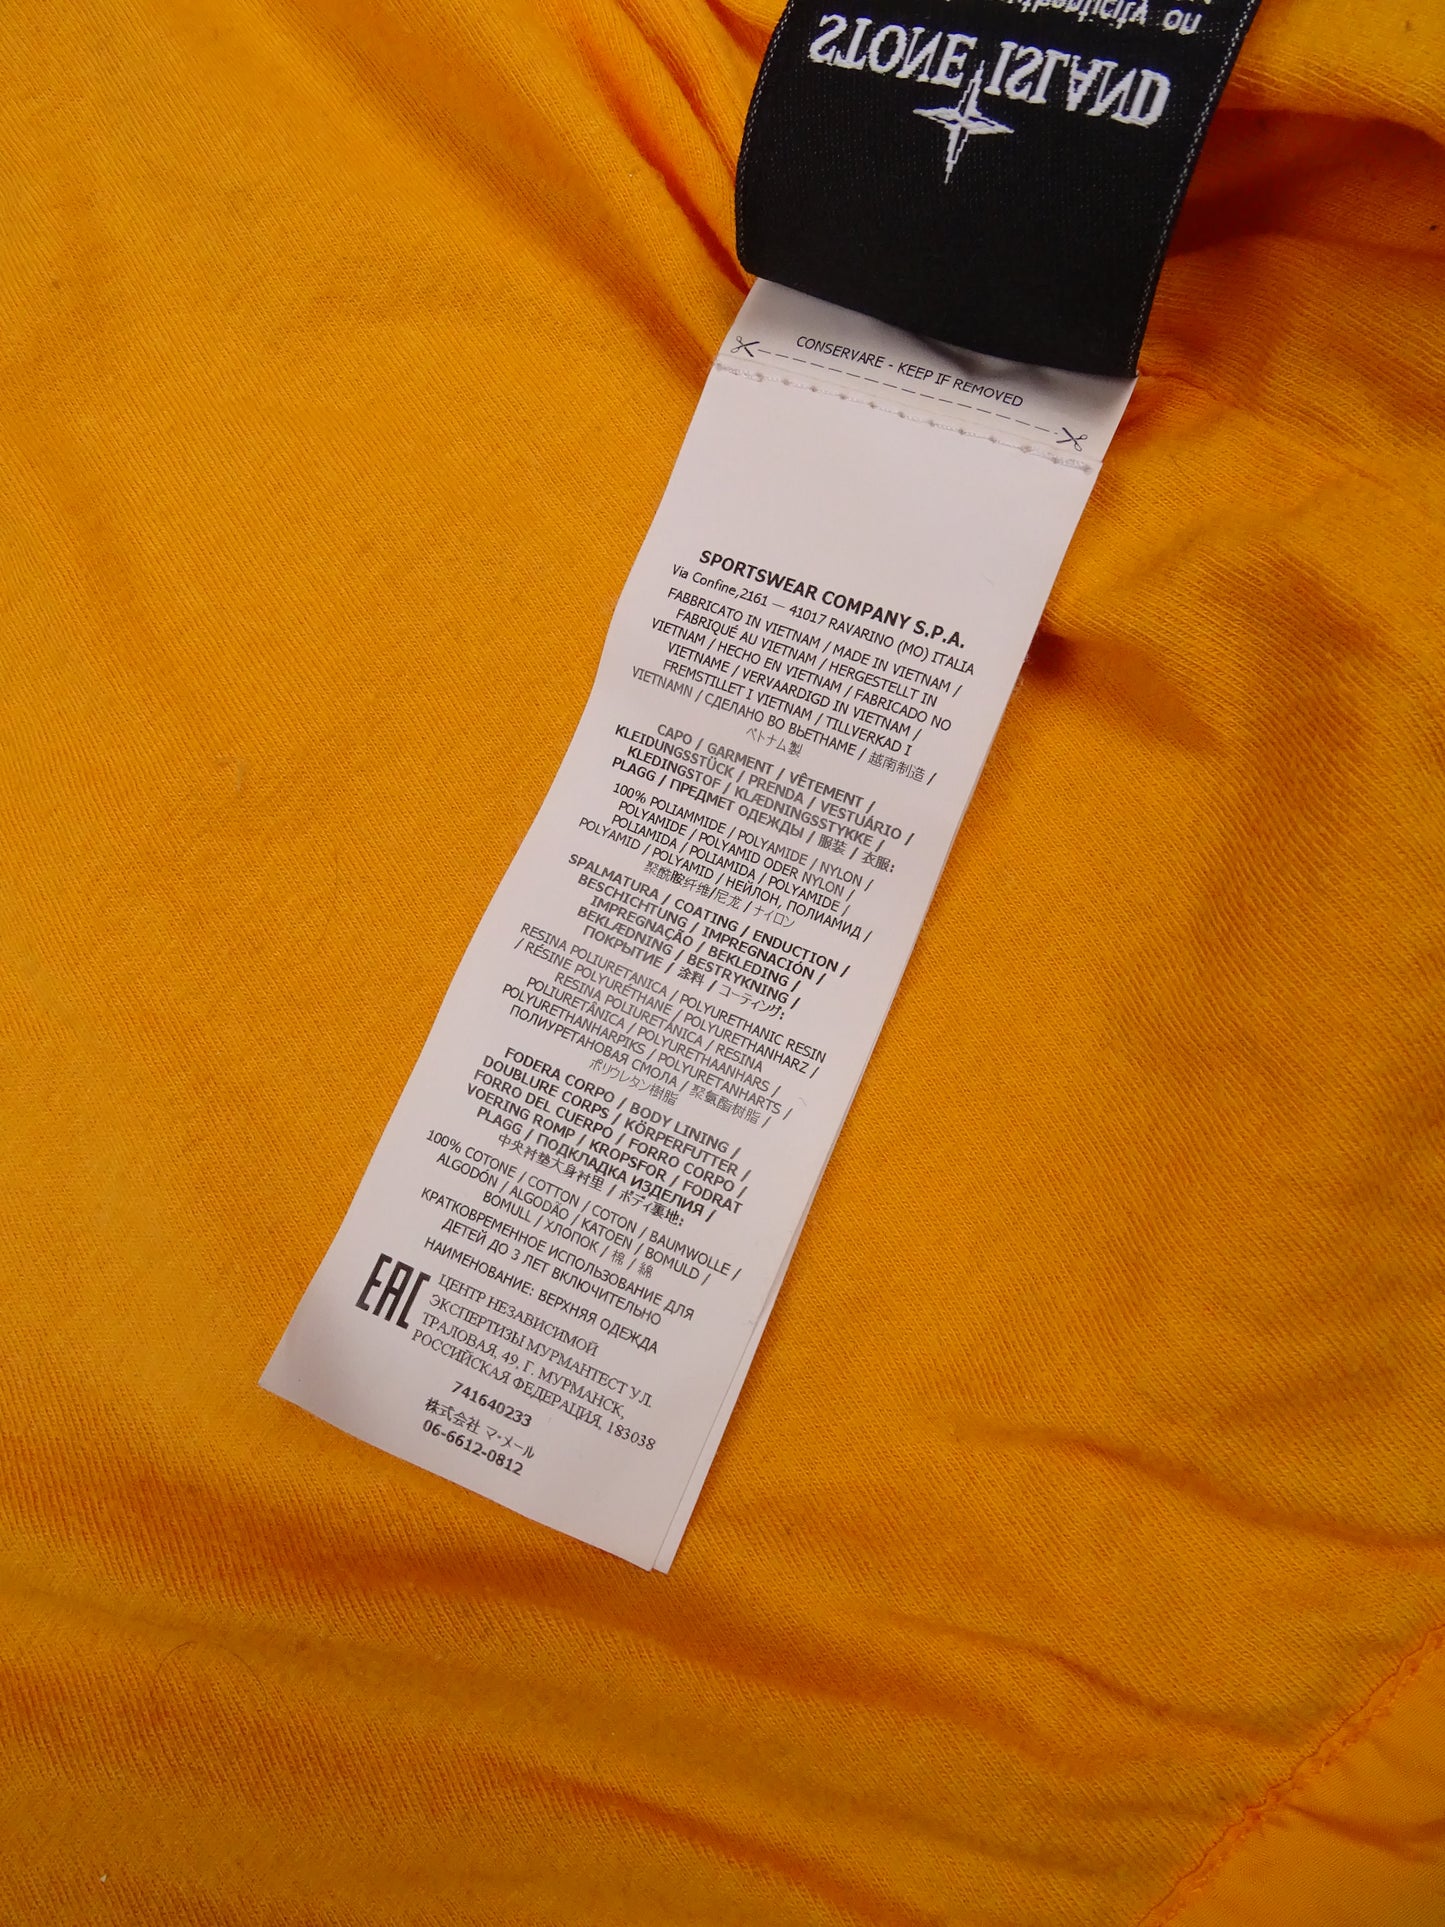 authenticity on
STONE ISLAND
CONSERVARE - KEEP IF REMOVED
SPORTSWEAR COMPANY S.P.A.
Via Confine,2161 — 41017 RAVARINO (MO) ITALIA
FABBRICATO IN VIETNAM / MADE IN VIETNAM /
FABRIQUÉ AU VIETNAM / HERGESTELLT IN
VIETNAM / HECHO EN VIETNAM / FABRICADO NO
VIETNAME / VERVAARDIGD IN VIETNAM /
FREMSTILLET I VIETNAM / TILLVERKAD I
VIETNAMN / СДЕЛАНО ВО ВЬЕТНАМЕ / 越南制造 /
ベトナム製
CAPO / GARMENT / VÊTEMENT /
KLEIDUNGSSTÜCK / PRENDA / VESTUÁRIO /
KLEDINGSTOF / KLÆDNINGSSTYKKE /
PLAGG / ПРЕДМЕТ ОДЕЖДЫ / 服装 / 衣服:
100% POLIAMMIDE / POLYAMIDE / NYLON /
POLYAMIDE / POLYAMID ODER NYLON /
POLIAMIDA / POLIAMIDA / POLYAMIDE /
POLYAMID / POLYAMID / НЕЙЛОН, ПОЛИАМИД /
聚酰胺纤维/尼龙 / ナイロン
SPALMATURA / COATING / ENDUCTION /
BESCHICHTUNG / IMPREGNACIÓN /
IMPREGNAÇÃO / BEKLEDING /
BEKLÆDNING / BESTRYKNING /
ПОКРЫТИЕ / 涂料 / コーティング:
RESINA POLIURETANICA / POLYURETHANIC RESIN
/ RÉSINE POLYURÉTHANE / POLYURETHANHARZ /
RESINA POLIURETÁNICA / RESINA
POLIURETÂNICA / POLYURETHAANHARS /
POLYURETHANHARPIKS / POLYURETANHARTS /
ПОЛИУРЕТАНОВАЯ СМОЛА / 聚氨酯树脂 /
ポリウレタン樹脂
FODERA CORPO / BODY LINING /
DOUBLURE CORPS / KÖRPERFUTTER /
FORRO DEL CUERPO / FORRO CORPO /
VOERING ROMP / KROPSFOR / FODRAT
PLAGG / ПОДКЛАДКА ИЗДЕЛИЯ /
中央衬垫大身衬里 / ボディ裏地:
100% COTONE / COTTON / COTON / BAUMWOLLE /
ALGODÓN / ALGODÃO / KATOEN / BOMULD /
BOMULL / ХЛОПОК / 棉 / 綿
КРАТКОВРЕМЕННОЕ ИСПОЛЬЗОВАНИЕ ДЛЯ
ДЕТЕЙ ДО 3 ЛЕТ ВКЛЮЧИТЕЛЬНО
НАИМЕНОВАНИЕ: ВЕРХНЯЯ ОДЕЖДА
EAC
ЦЕНТР НЕЗАВИСИМОЙ
ЭКСПЕРТИЗЫ МУРМАНТЕСТ УЛ.
ТРАЛОВАЯ, 49, Г. МУРМАНСК,
РОССИЙСКАЯ ФЕДЕРАЦИЯ, 183038
741640233
株式会社 マ・メール
06-6612-0812